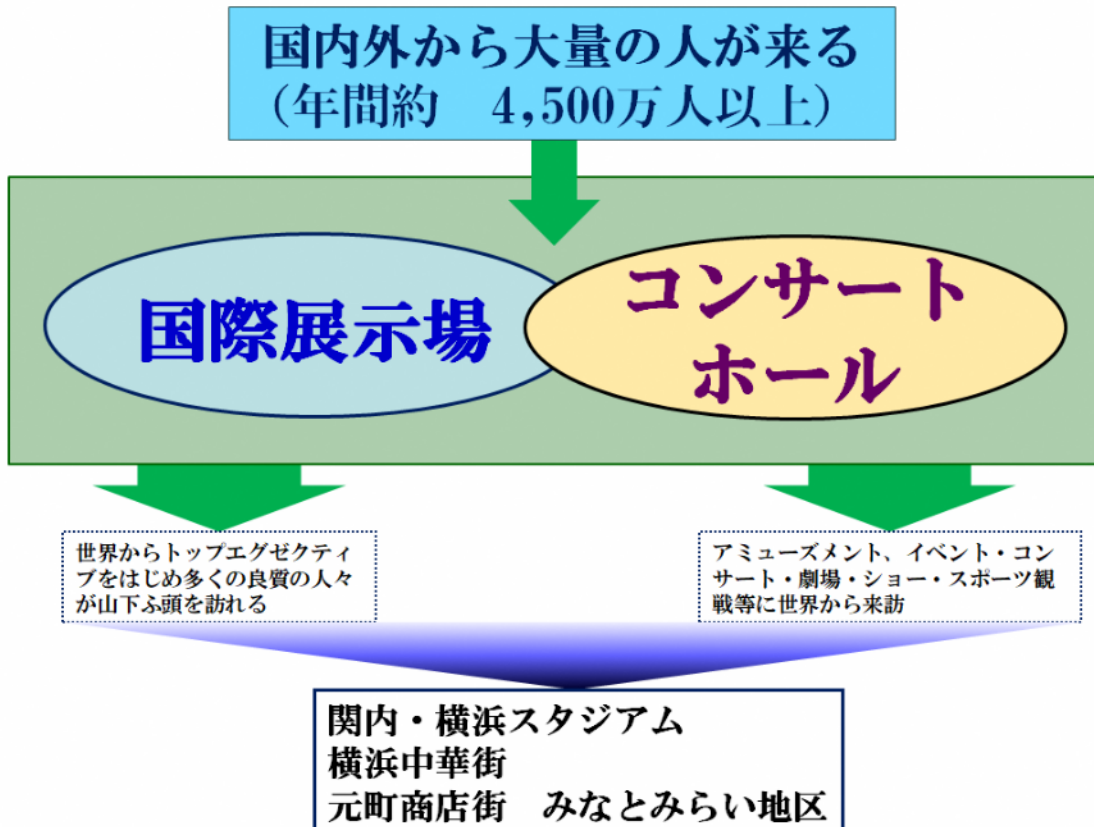 国内外から大量の人が来る
（年間約　4,500万人以上）
国際展示場
コンサート
ホール
世界からトップエグゼクティ
ブをはじめ多くの良質の人々
が山下ふ頭を訪れる
アミューズメント、イベント・コン
サート・劇場・ショー・スポーツ観
戦等に世界から来訪
関内・横浜スタジアム
横浜中華街
元町商店街　みなとみらい地区